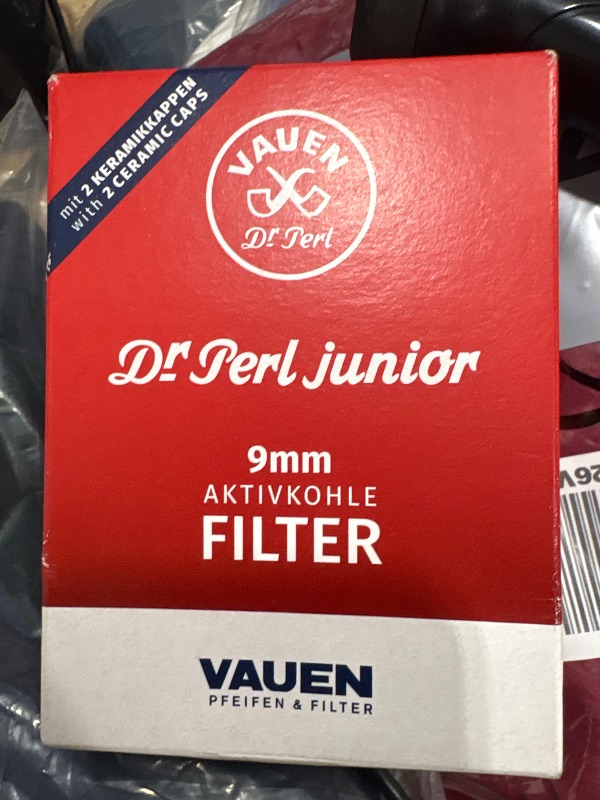 mit 2 KERAMIKKAPPEN
with 2 CERAMIC CAPS
VAUEN
Dr Perl
Dr Perl junior
9mm
AKTIVKOHLE
FILTER
VAUEN
PFEIFEN & FILTER